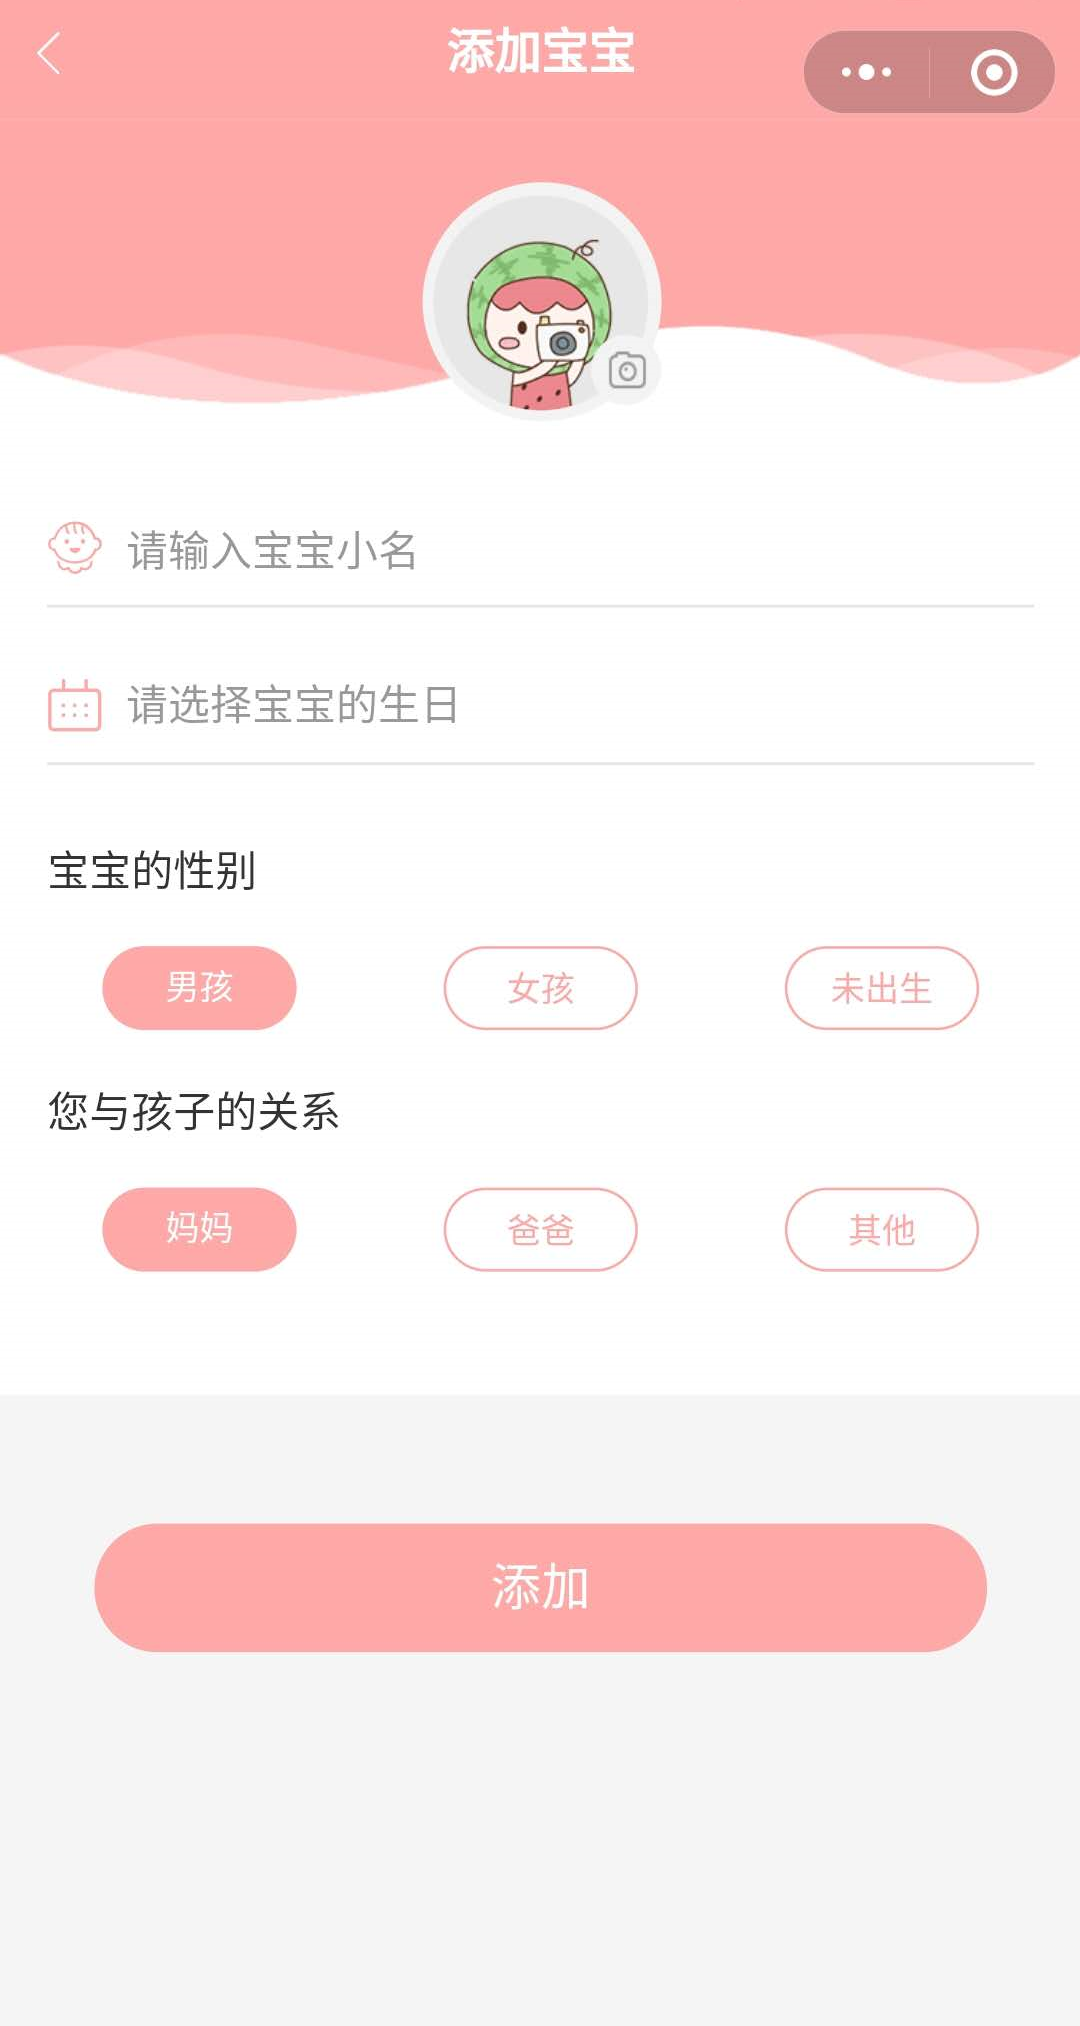 添加宝宝
请输入宝宝小名
请选择宝宝的生日
宝宝的性别
男孩 女孩 未出生
您与孩子的关系
妈妈 爸爸 其他
添加